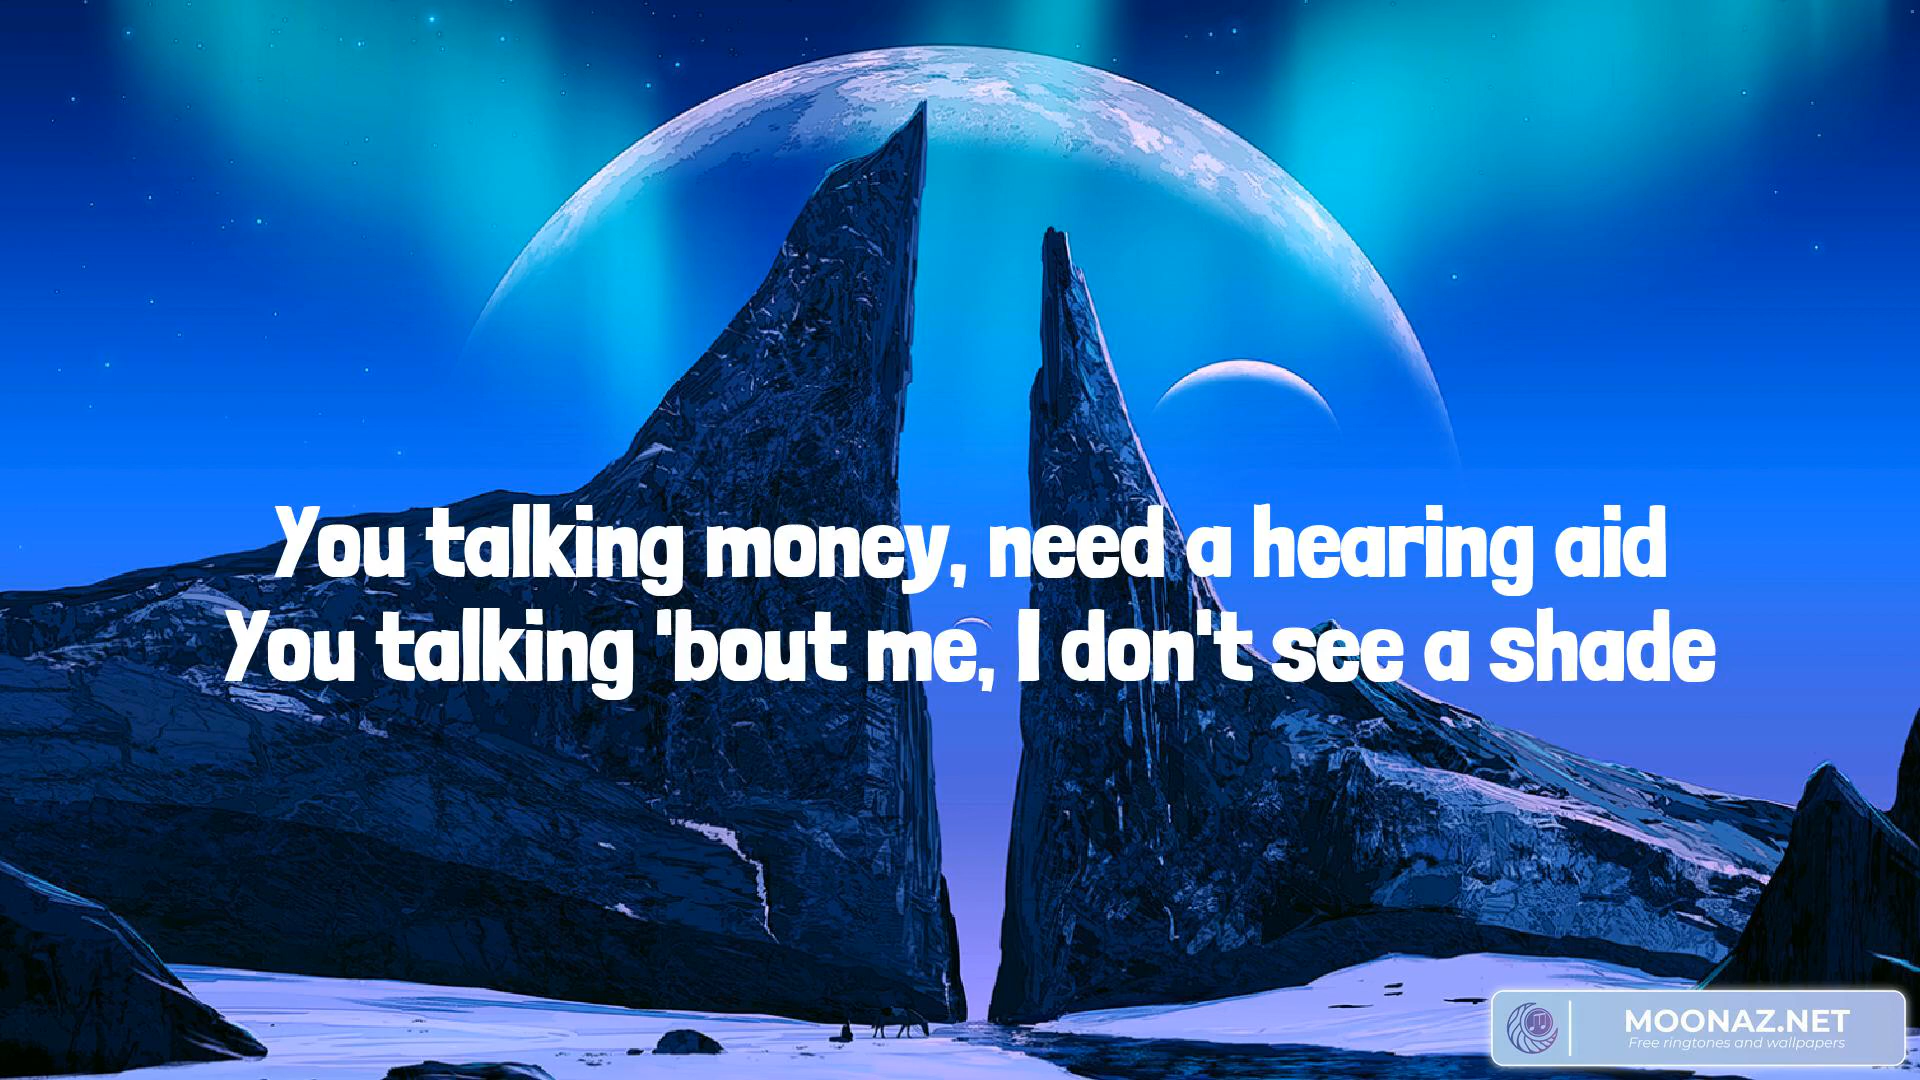 You talking money, need a hearing aid
You talking 'bout me, I don't see a shade
MOONAZ.NET
Free ringtones and wallpapers